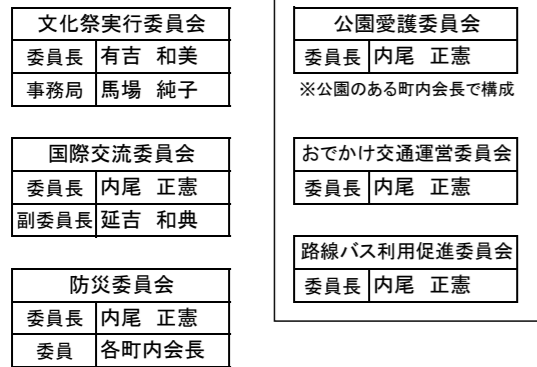 文化祭実行委員会
委員長 有吉 和美
事務局 馬場 純子
国際交流委員会
委員長 内尾 正憲
副委員長 延吉 和典
防災委員会
委員長 内尾 正憲
委員 各町内会長
公園愛護委員会
委員長 内尾 正憲
※公園のある町内会長で構成
おでかけ交通運営委員会
委員長 内尾 正憲
路線バス利用促進委員会
委員長 内尾 正憲